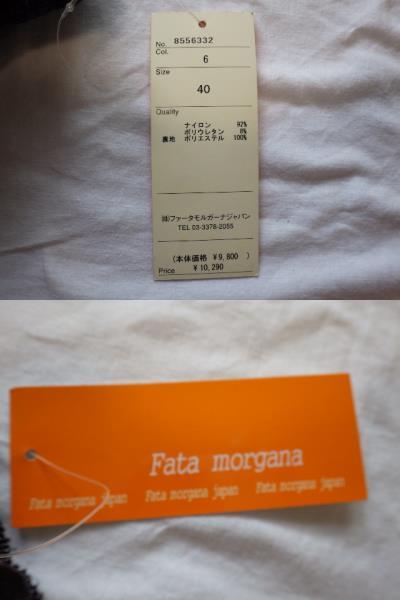 No. 8556332
Col. 6
Size
40
Quality
ナイロン 92%
ポリウレタン 8%
裏地 ポリエステル 100%
㈱ファータモルガーナジャパン
TEL 03-3378-2055
(本体価格 ¥9,800 )
Price ¥10,290
Fata morgana
Fata morgana japan Fata morgana japan Fata morgana japan